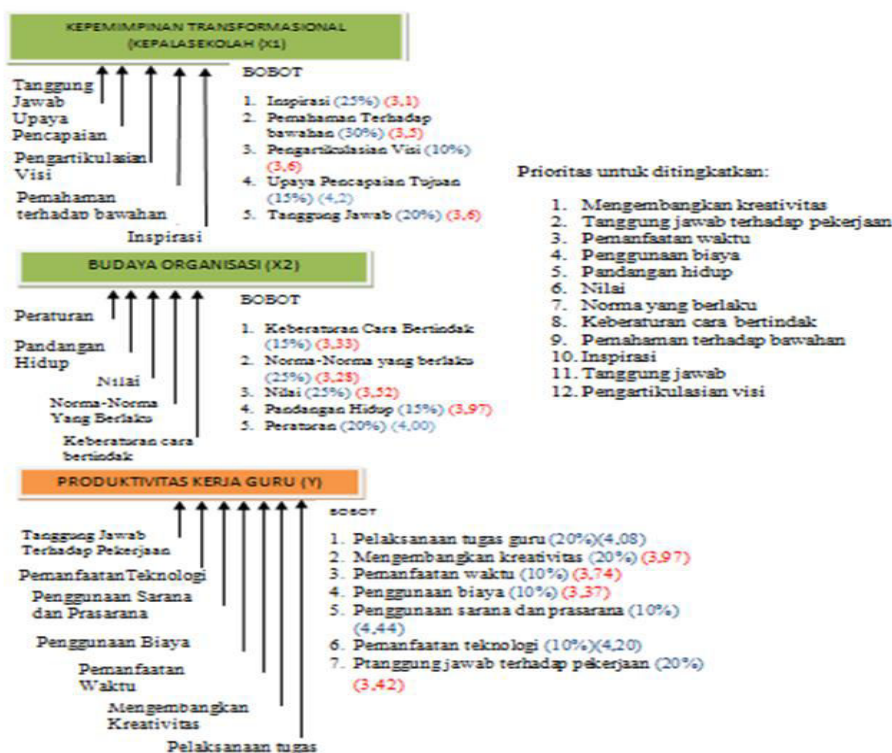 KEPEMIMPINAN TRANSFORMASIONAL
(KEPALASEKOLAH (X1)
Tanggung
Jawab
Upaya
Pencapaian
Pengartikulasian
Visi
Pemahaman
terhadap bawahan
Inspirasi
BOBOT
1. Inspirasi (25%) (3,1)
2. Pemahaman Terhadap
bawahan (30%) (3,5)
3. Pengartikulasian Visi (10%)
(3,6)
4. Upaya Pencapaian Tujuan
(15%) (4,2)
5. Tanggung Jawab (20%) (3,6)
BUDAYA ORGANISASI (X2)
Peraturan
Pandangan
Hidup
Nilai
Norma-Norma
Yang Berlaku
Keberaturan cara
bertindak
BOBOT
1. Keberaturan Cara Bertindak
(15%) (3,33)
2. Norma-Norma yang berlaku
(25%) (3,28)
3. Nilai (25%) (3,52)
4. Pandangan Hidup (15%) (3,97)
5. Peraturan (20%) (4,00)
PRODUKTIVITAS KERJA GURU (Y)
Tanggung Jawab
Terhadap Pekerjaan
Pemanfaatan Teknologi
Penggunaan Sarana
dan Prasarana
Penggunaan Biaya
Pemanfaatan
Waktu
Mengembangkan
Kreativitas
Pelaksanaan tugas
BOBOT
1. Pelaksanaan tugas guru (20%)(4,08)
2. Mengembangkan kreativitas (20%) (3,97)
3. Pemanfaatan waktu (10%) (3,74)
4. Penggunaan biaya (10%) (3,37)
5. Penggunaan sarana dan prasarana (10%)
(4,44)
6. Pemanfaatan teknologi (10%)(4,20)
7. Ptanggung jawab terhadap pekerjaan (20%)
(3,42)
Prioritas untuk ditingkatkan:
1. Mengembangkan kreativitas
2. Tanggung jawab terhadap pekerjaan
3. Pemanfaatan waktu
4. Penggunaan biaya
5. Pandangan hidup
6. Nilai
7. Norma yang berlaku
8. Keberaturan cara bertindak
9. Pemahaman terhadap bawahan
10. Inspirasi
11. Tanggung jawab
12. Pengartikulasian visi